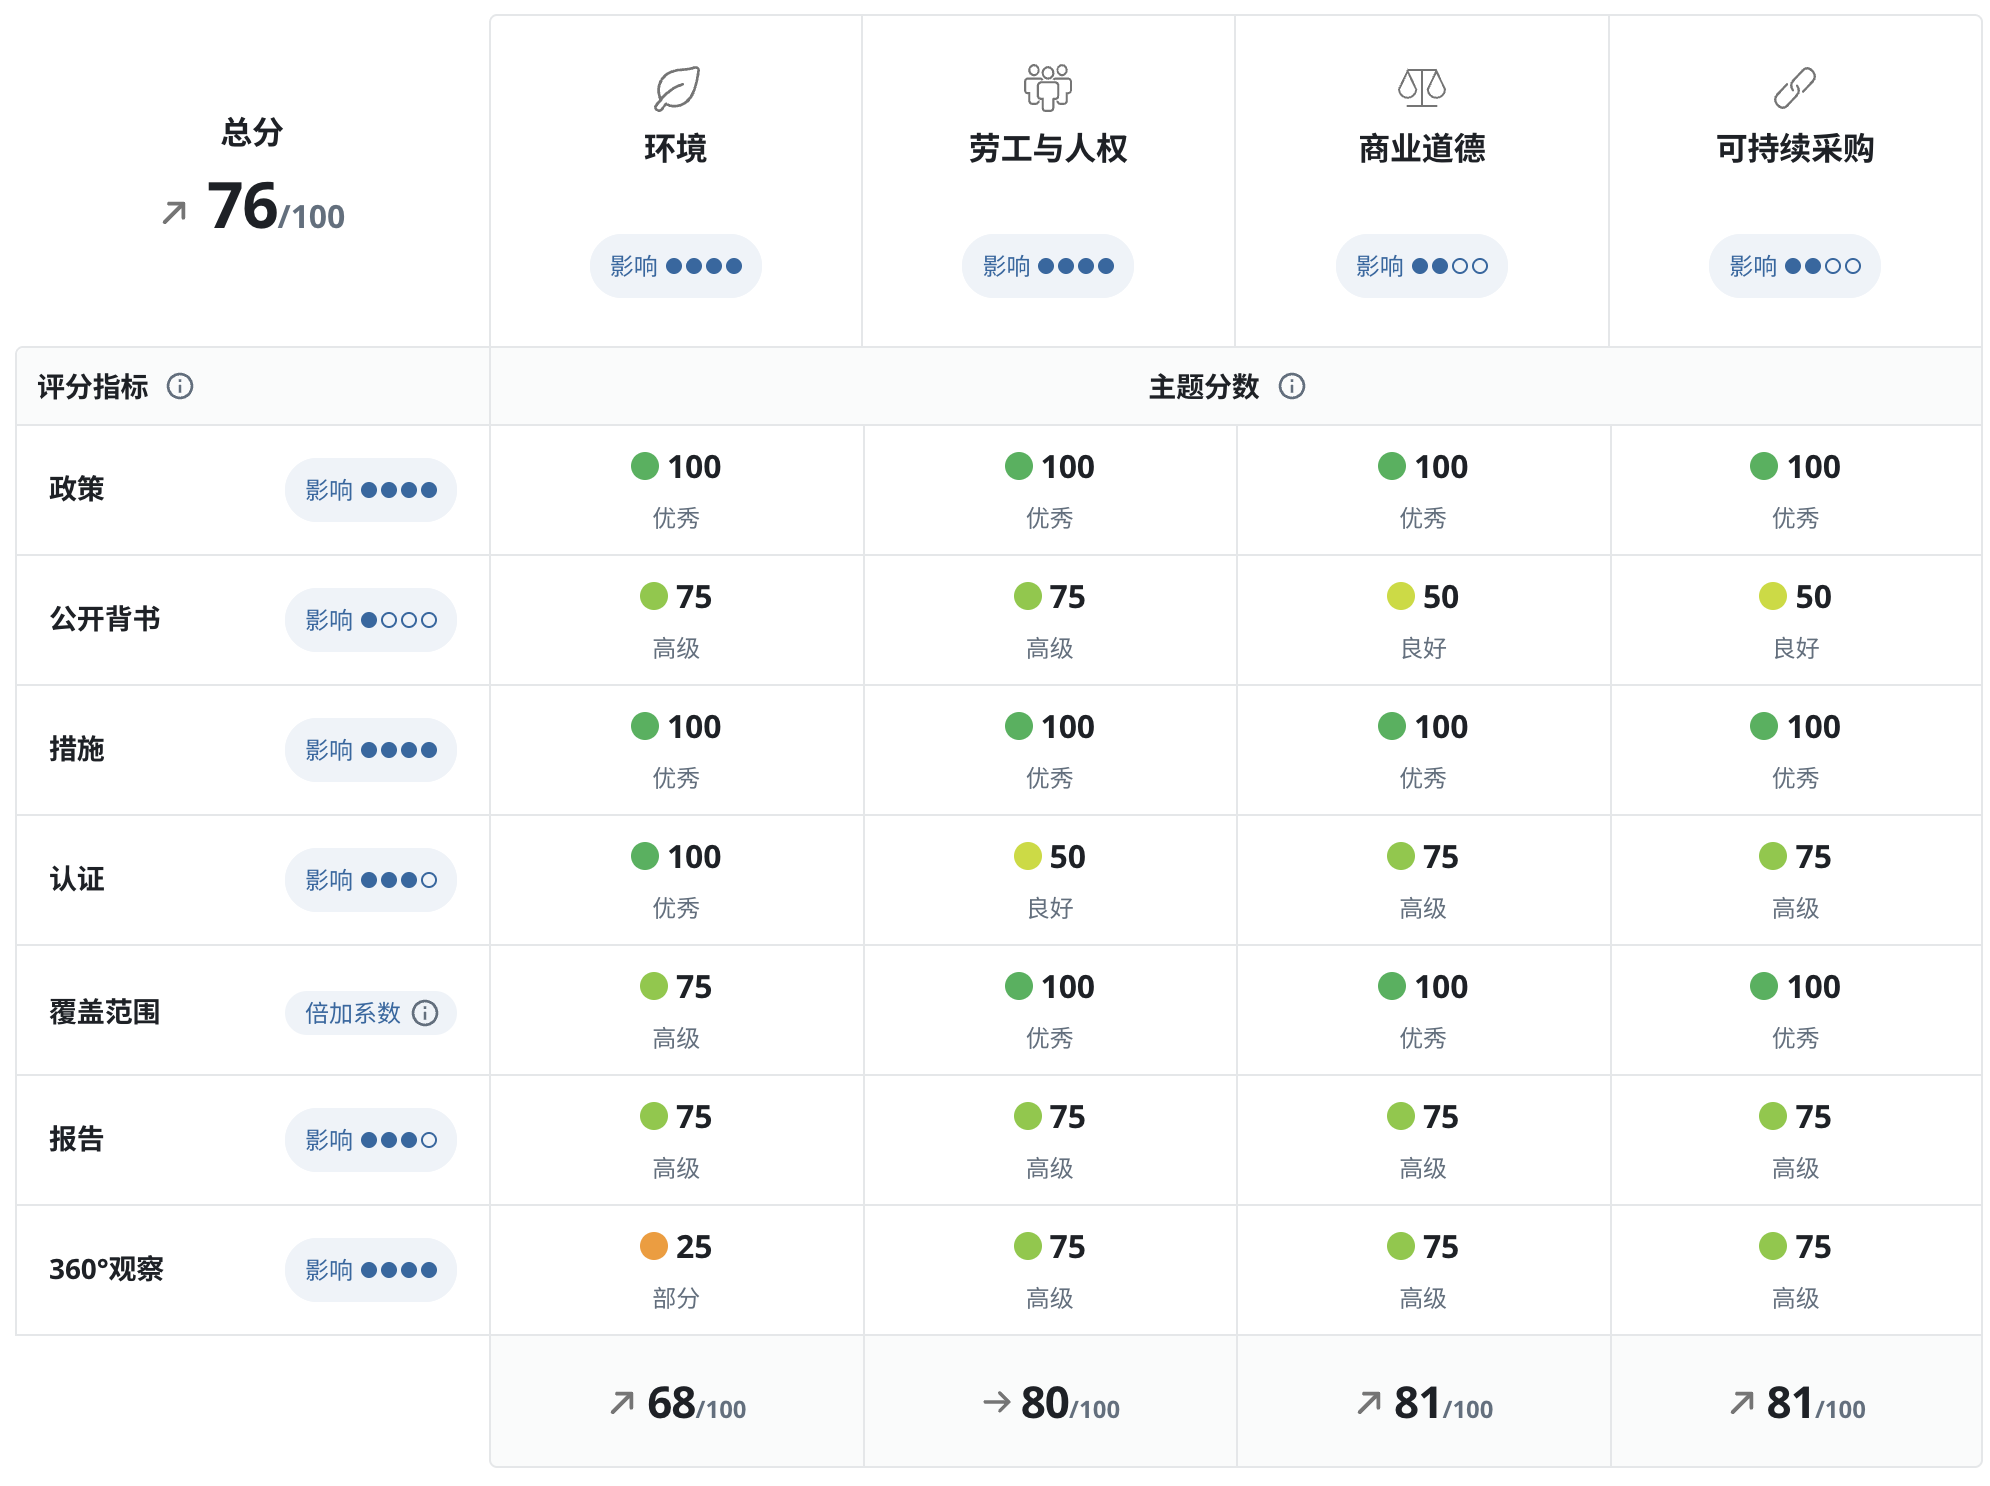 总分
76/100
环境
影响
劳工与人权
影响
商业道德
影响
可持续采购
影响
评分指标
主题分数
政策
影响
100
优秀
100
优秀
100
优秀
100
优秀
公开背书
影响
75
高级
75
高级
50
良好
50
良好
措施
影响
100
优秀
100
优秀
100
优秀
100
优秀
认证
影响
100
优秀
50
良好
75
高级
75
高级
覆盖范围
倍加系数
75
高级
100
优秀
100
优秀
100
优秀
报告
影响
75
高级
75
高级
75
高级
75
高级
360°观察
影响
25
部分
75
高级
75
高级
75
高级
68/100
80/100
81/100
81/100